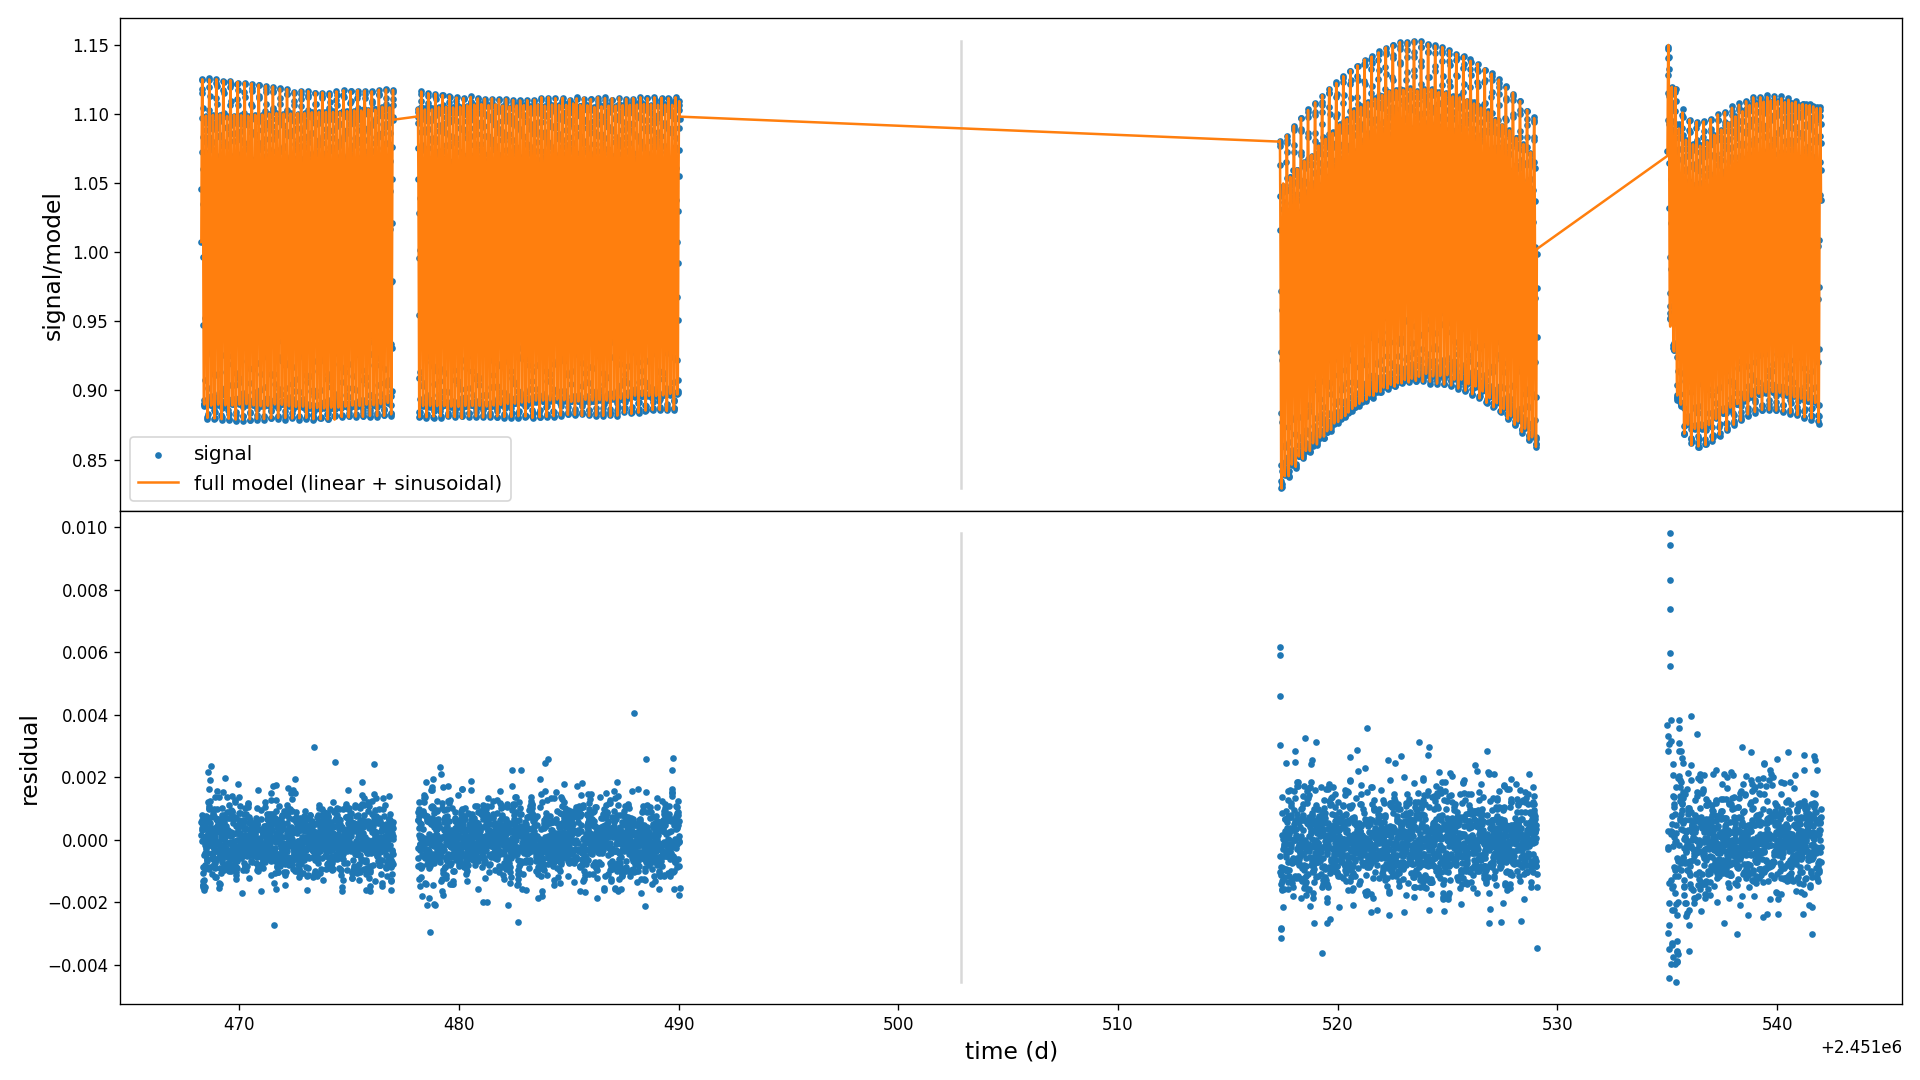 1.15
1.10
1.05
1.00
0.95
0.90
0.85
signal/model
signal
full model (linear + sinusoidal)
0.010
0.008
0.006
0.004
0.002
0.000
−0.002
−0.004
residual
470 480 490 500 510 520 530 540
time (d)
+2.451e6